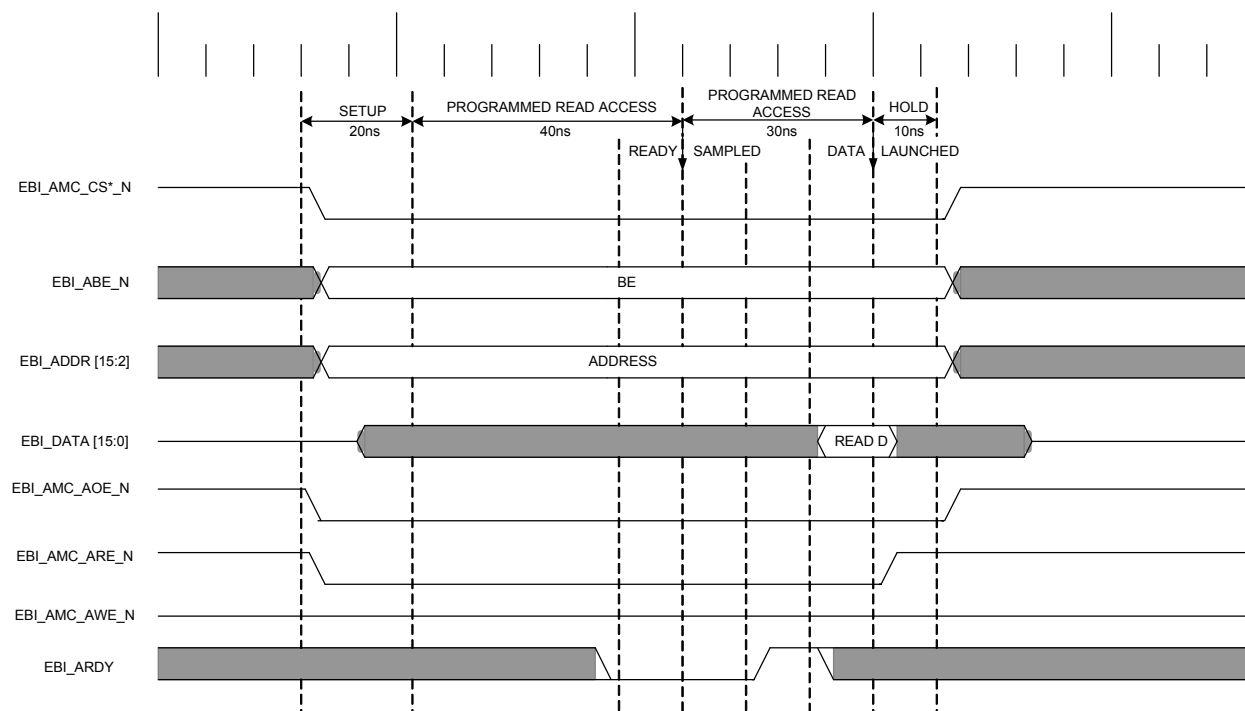 SETUP
20ns
PROGRAMMED READ ACCESS
40ns
PROGRAMMED READ
ACCESS
30ns
HOLD
10ns
READY SAMPLED
DATA LAUNCHED
EBI_AMC_CS*_N
EBI_ABE_N
BE
EBI_ADDR [15:2]
ADDRESS
EBI_DATA [15:0]
READ D
EBI_AMC_AOE_N
EBI_AMC_ARE_N
EBI_AMC_AWE_N
EBI_ARDY